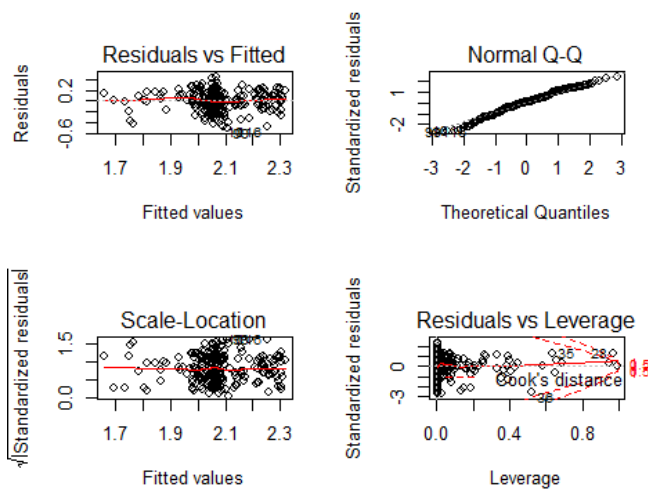 Residuals vs Fitted
Residuals
0.2
-0.6
1.7 1.9 2.1 2.3
Fitted values
Normal Q-Q
Standardized residuals
1
-2
-3 -2 -1 0 1 2 3
Theoretical Quantiles
Scale-Location
√|Standardized residuals|
1.5
0.0
1.7 1.9 2.1 2.3
Fitted values
Residuals vs Leverage
Standardized residuals
0
-3
35
Cook's distance
0.0 0.4 0.8
Leverage